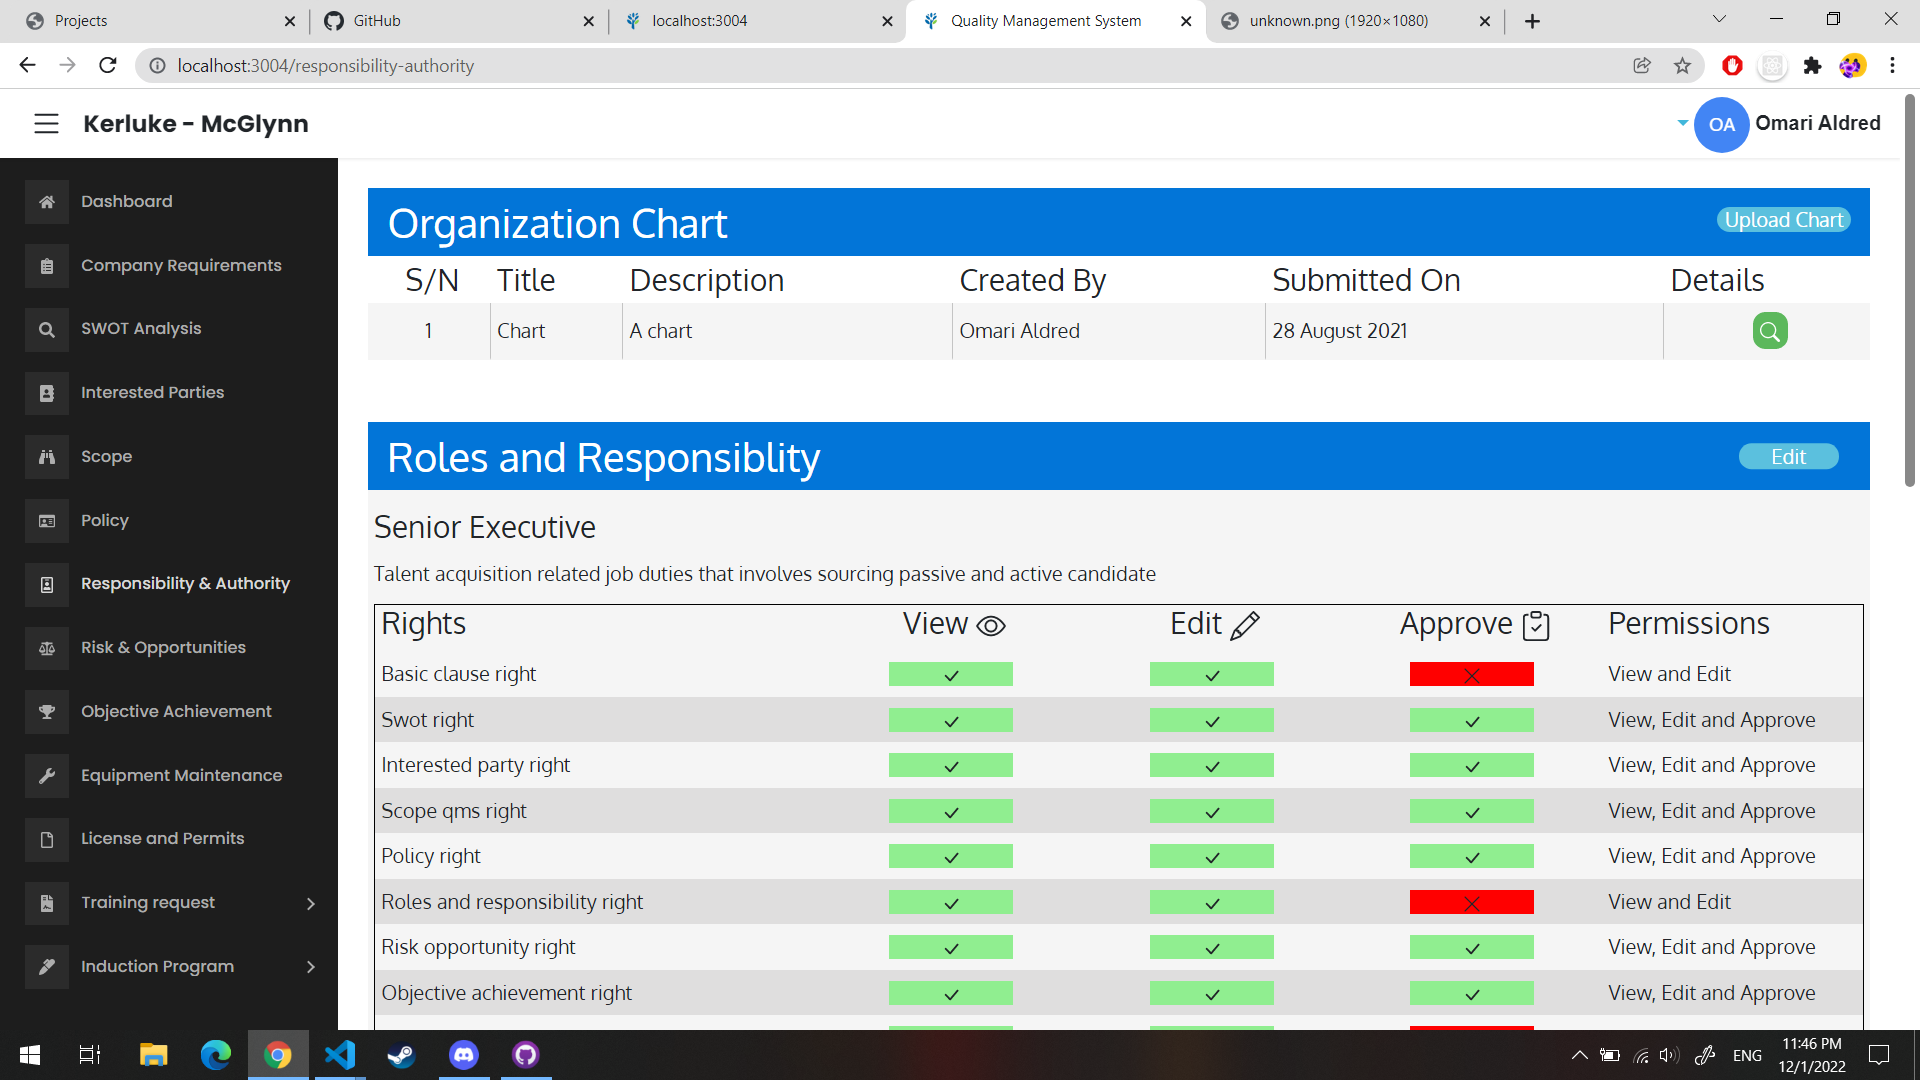 Projects
GitHub
localhost:3004
Quality Management System
unknown.png (1920×1080)
localhost:3004/responsibility-authority
Kerluke - McGlynn
OA
Omari Aldred
Dashboard
Company Requirements
SWOT Analysis
Interested Parties
Scope
Policy
Responsibility & Authority
Risk & Opportunities
Objective Achievement
Equipment Maintenance
License and Permits
Training request
Induction Program
Organization Chart
Upload Chart
S/N Title Description Created By Submitted On Details
1 Chart A chart Omari Aldred 28 August 2021
Roles and Responsiblity
Edit
Senior Executive
Talent acquisition related job duties that involves sourcing passive and active candidate
Rights View Edit Approve Permissions
Basic clause right View and Edit
Swot right View, Edit and Approve
Interested party right View, Edit and Approve
Scope qms right View, Edit and Approve
Policy right View, Edit and Approve
Roles and responsibility right View and Edit
Risk opportunity right View, Edit and Approve
Objective achievement right View, Edit and Approve
ENG
11:46 PM
12/1/2022